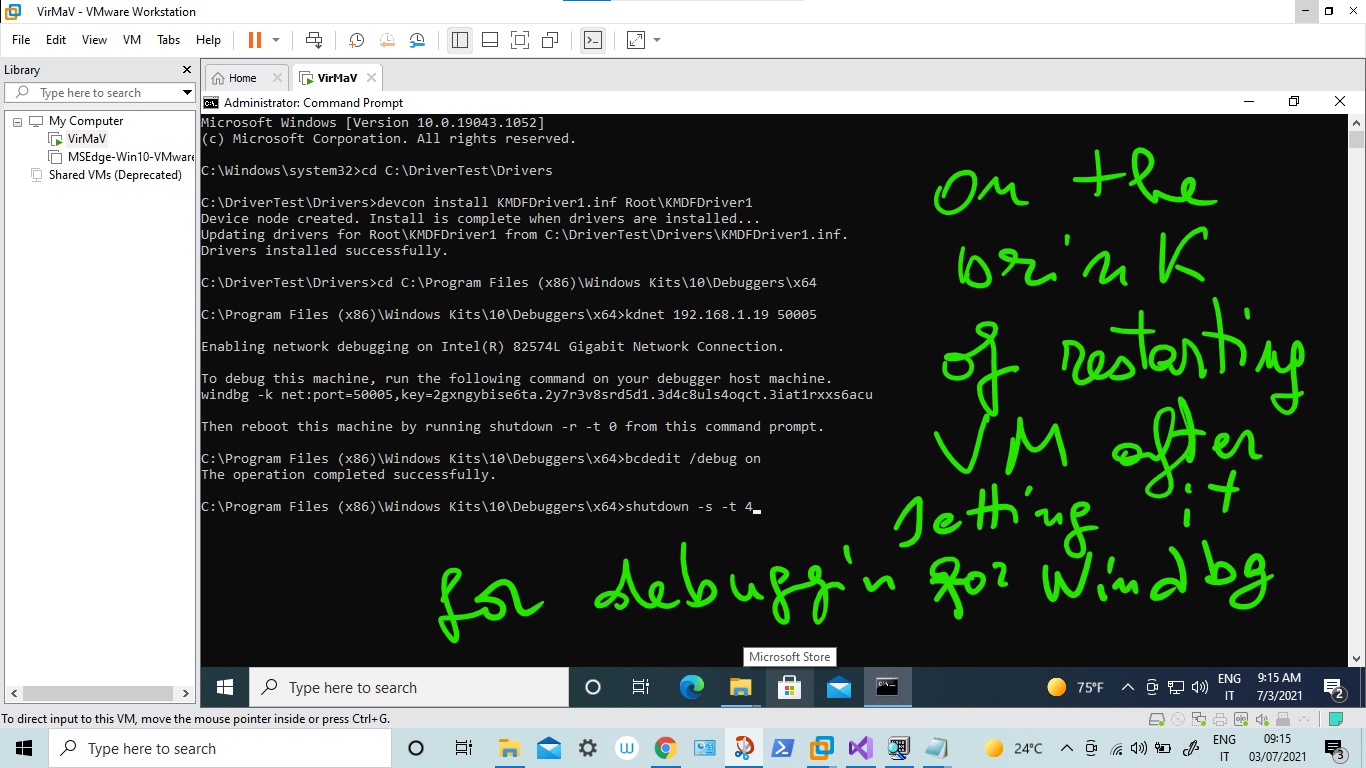 VirMaV - VMware Workstation
File Edit View VM Tabs Help
Library
Type here to search
My Computer
VirMaV
MSEdge-Win10-VMware
Shared VMs (Deprecated)
Home
VirMaV
Administrator: Command Prompt
Microsoft Windows [Version 10.0.19043.1052]
(c) Microsoft Corporation. All rights reserved.
C:\Windows\system32>cd C:\DriverTest\Drivers
C:\DriverTest\Drivers>devcon install KMDFDriver1.inf Root\KMDFDriver1
Device node created. Install is complete when drivers are installed...
Updating drivers for Root\KMDFDriver1 from C:\DriverTest\Drivers\KMDFDriver1.inf.
Drivers installed successfully.
C:\DriverTest\Drivers>cd C:\Program Files (x86)\Windows Kits\10\Debuggers\x64
C:\Program Files (x86)\Windows Kits\10\Debuggers\x64>kdnet 192.168.1.19 50005
Enabling network debugging on Intel(R) 82574L Gigabit Network Connection.
To debug this machine, run the following command on your debugger host machine.
windbg -k net:port=50005,key=2gxngybise6ta.2y7r3v8srd5d1.3d4c8uls4oqct.3iat1rxxs6acu
Then reboot this machine by running shutdown -r -t 0 from this command prompt.
C:\Program Files (x86)\Windows Kits\10\Debuggers\x64>bcdedit /debug on
The operation completed successfully.
C:\Program Files (x86)\Windows Kits\10\Debuggers\x64>shutdown -s -t 4_
On the
brink
of restarting
VM after
setting it
for debuggin for Windbg
Microsoft Store
Type here to search
75°F
ENG
IT
9:15 AM
7/3/2021
2
To direct input to this VM, move the mouse pointer inside or press Ctrl+G.
Type here to search
24°C
ENG
IT
09:15
03/07/2021
3